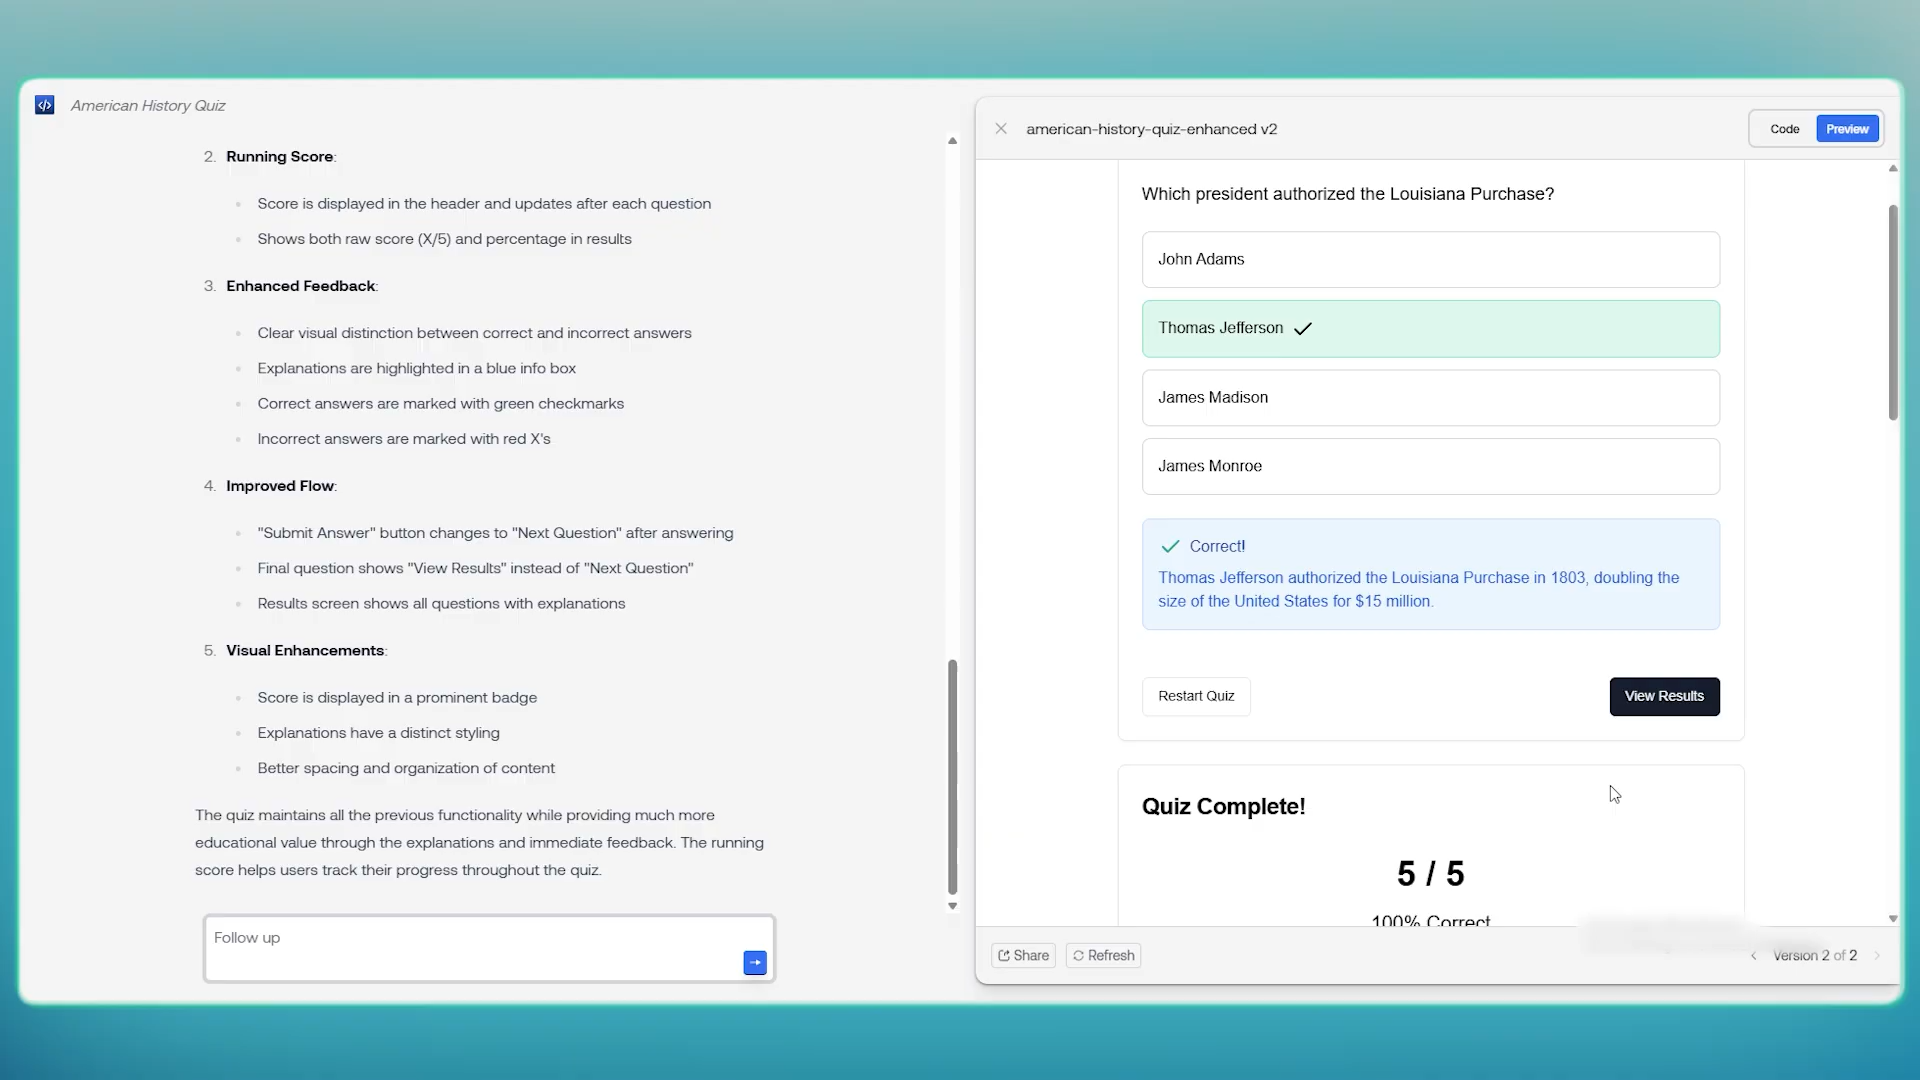 American History Quiz
2. Running Score:
Score is displayed in the header and updates after each question
Shows both raw score (X/5) and percentage in results
3. Enhanced Feedback:
Clear visual distinction between correct and incorrect answers
Explanations are highlighted in a blue info box
Correct answers are marked with green checkmarks
Incorrect answers are marked with red X's
4. Improved Flow:
"Submit Answer" button changes to "Next Question" after answering
Final question shows "View Results" instead of "Next Question"
Results screen shows all questions with explanations
5. Visual Enhancements:
Score is displayed in a prominent badge
Explanations have a distinct styling
Better spacing and organization of content
The quiz maintains all the previous functionality while providing much more
educational value through the explanations and immediate feedback. The running
score helps users track their progress throughout the quiz.
Follow up
american-history-quiz-enhanced v2
Code
Preview
Which president authorized the Louisiana Purchase?
John Adams
Thomas Jefferson
James Madison
James Monroe
Correct!
Thomas Jefferson authorized the Louisiana Purchase in 1803, doubling the
size of the United States for $15 million.
Restart Quiz
View Results
Quiz Complete!
5 / 5
100% Correct
Share
Refresh
Version 2 of 2